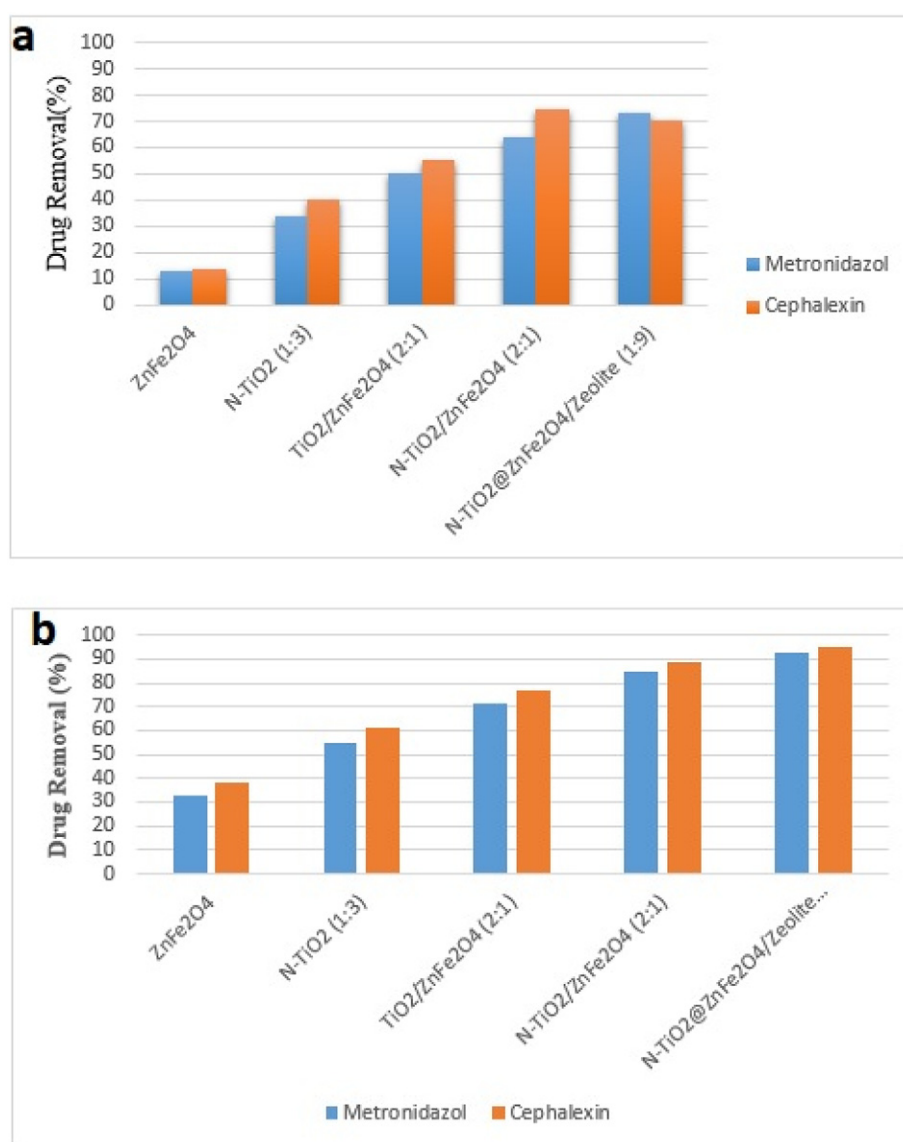 a
Drug Removal(%)
100
90
80
70
60
50
40
30
20
10
0
ZnFe2O4
N-TiO2 (1:3)
TiO2/ZnFe2O4 (2:1)
N-TiO2/ZnFe2O4 (2:1)
N-TiO2@ZnFe2O4/Zeolite (1:9)
Metronidazol
Cephalexin
b
Drug Removal (%)
100
90
80
70
60
50
40
30
20
10
0
ZnFe2O4
N-TiO2 (1:3)
TiO2/ZnFe2O4 (2:1)
N-TiO2/ZnFe2O4 (2:1)
N-TiO2@ZnFe2O4/Zeolite...
Metronidazol
Cephalexin